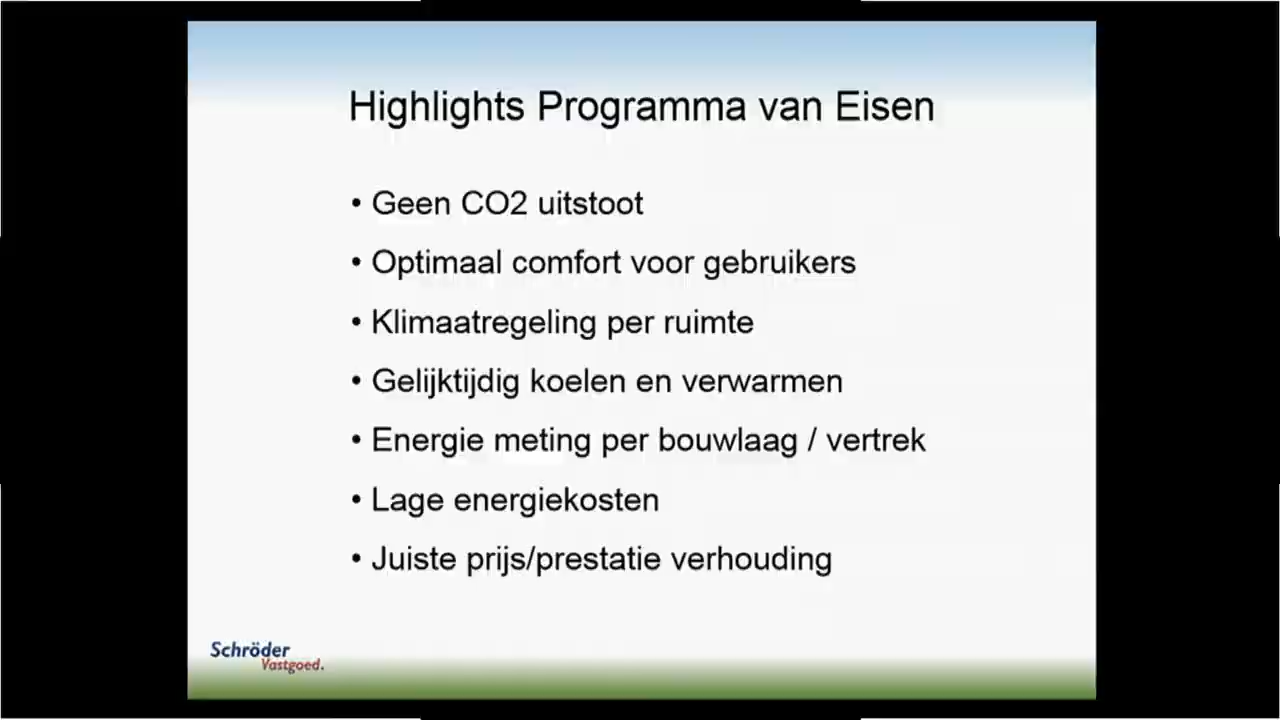 Highlights Programma van Eisen
• Geen CO2 uitstoot
• Optimaal comfort voor gebruikers
• Klimaatregeling per ruimte
• Gelijktijdig koelen en verwarmen
• Energie meting per bouwlaag / vertrek
• Lage energiekosten
• Juiste prijs/prestatie verhouding
Schröder
Vastgoed.